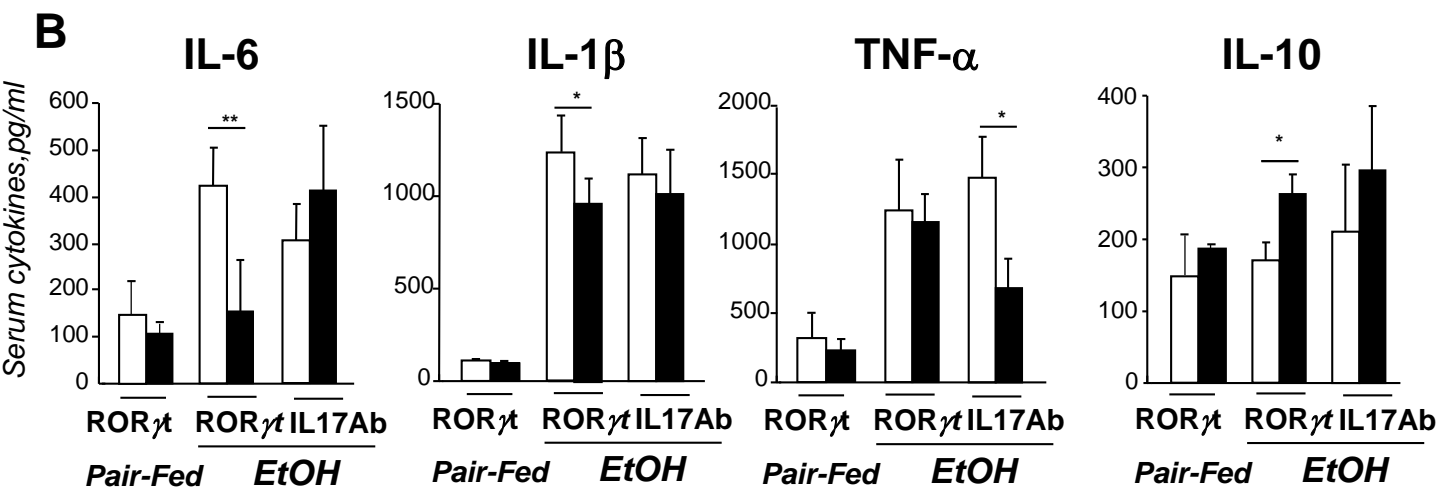 B
IL-6 IL-1β TNF-α IL-10
Serum cytokines,pg/ml
600
500
400
300
200
100
0
**
RORγt RORγt IL17Ab
Pair-Fed EtOH
1500
1000
500
0
*
RORγt RORγt IL17Ab
Pair-Fed EtOH
2000
1500
1000
500
0
*
RORγt RORγt IL17Ab
Pair-Fed EtOH
400
300
200
100
0
*
RORγt RORγt IL17Ab
Pair-Fed EtOH